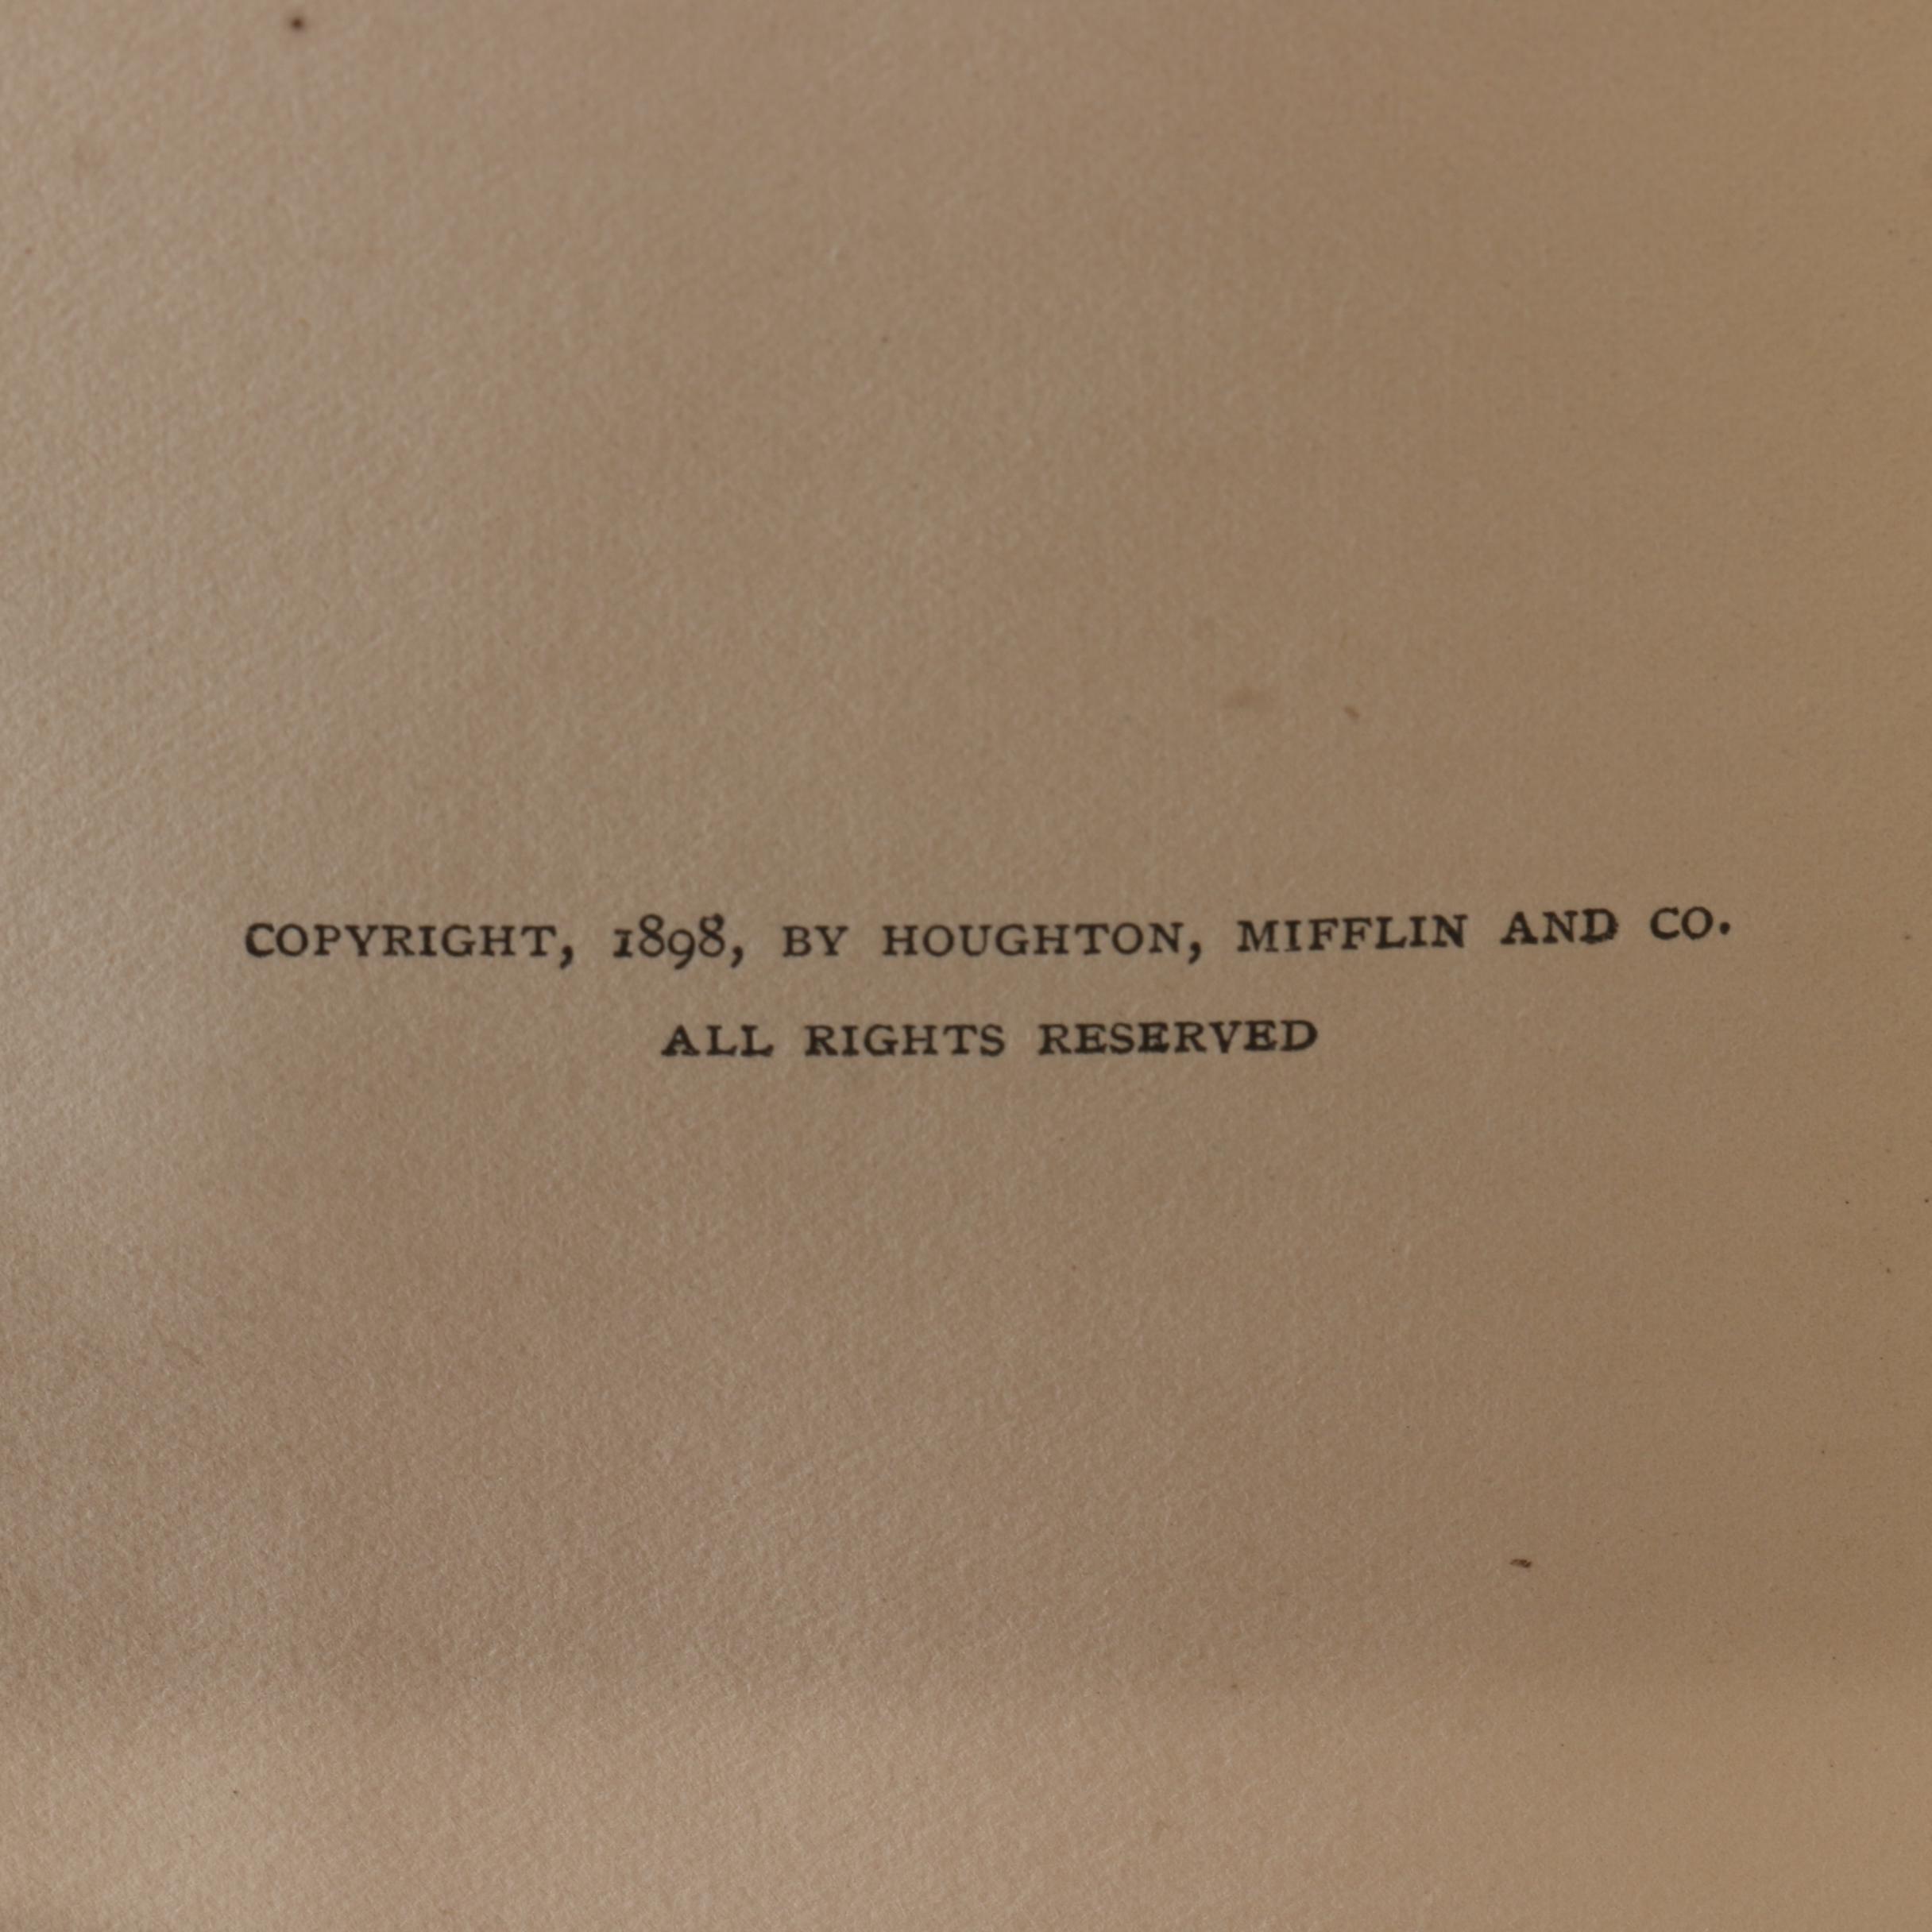 COPYRIGHT, 1898, BY HOUGHTON, MIFFLIN AND CO.
ALL RIGHTS RESERVED